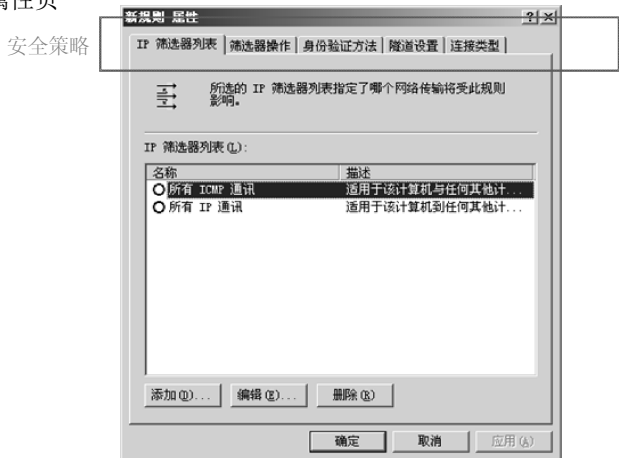 属性页
新规则 属性
安全策略
IP 筛选器列表 筛选器操作 身份验证方法 隧道设置 连接类型
所选的 IP 筛选器列表指定了哪个网络传输将受此规则
影响。
IP 筛选器列表(L):
名称 描述
所有 ICMP 通讯 适用于该计算机与任何其他计...
所有 IP 通讯 适用于该计算机到任何其他计...
添加(D)... 编辑(E)... 删除(R)
确定 取消 应用(A)